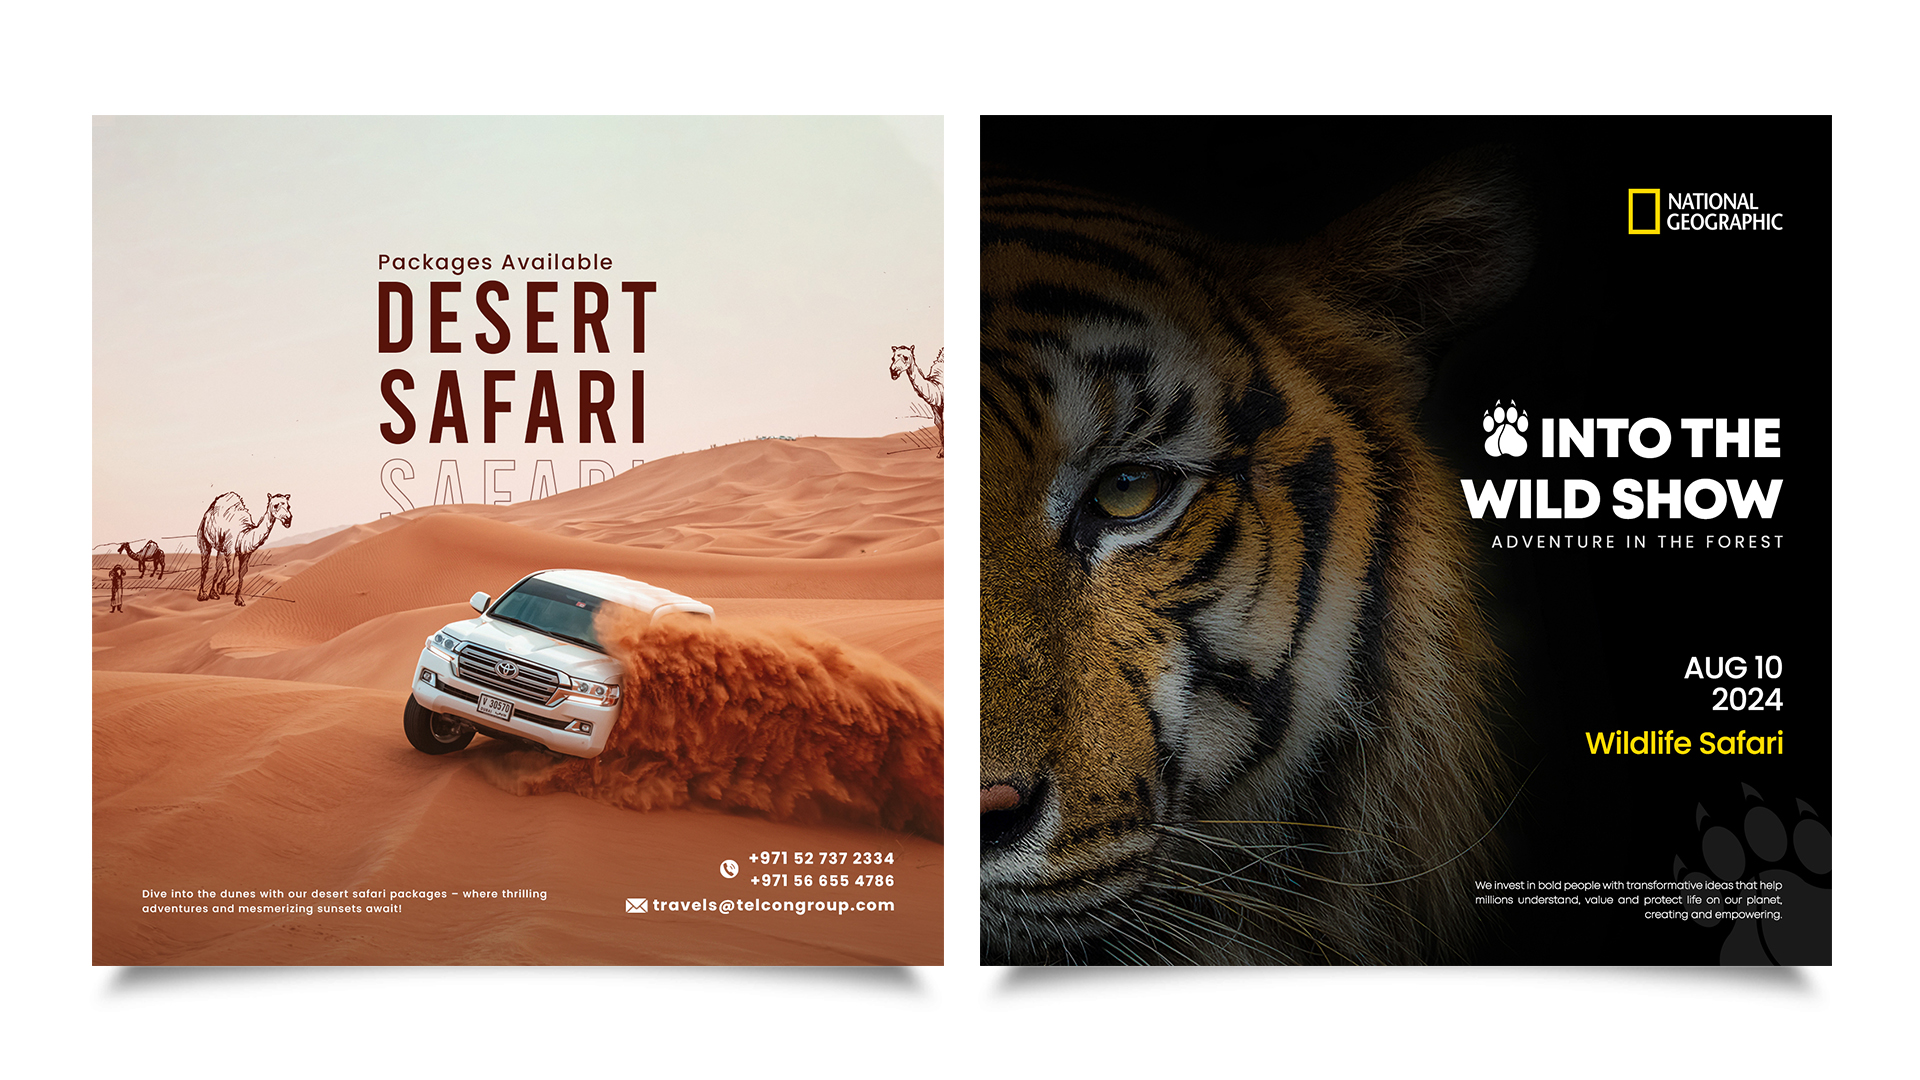 Packages Available
DESERT
SAFARI
SAFARI
V 30570
Dive into the dunes with our desert safari packages – where thrilling
adventures and mesmerizing sunsets await!
+971 52 737 2334
+971 56 655 4786
travels@telcongroup.com
NATIONAL
GEOGRAPHIC
INTO THE
WILD SHOW
ADVENTURE IN THE FOREST
AUG 10
2024
Wildlife Safari
We invest in bold people with transformative ideas that help
millions understand, value and protect life on our planet,
creating and empowering.